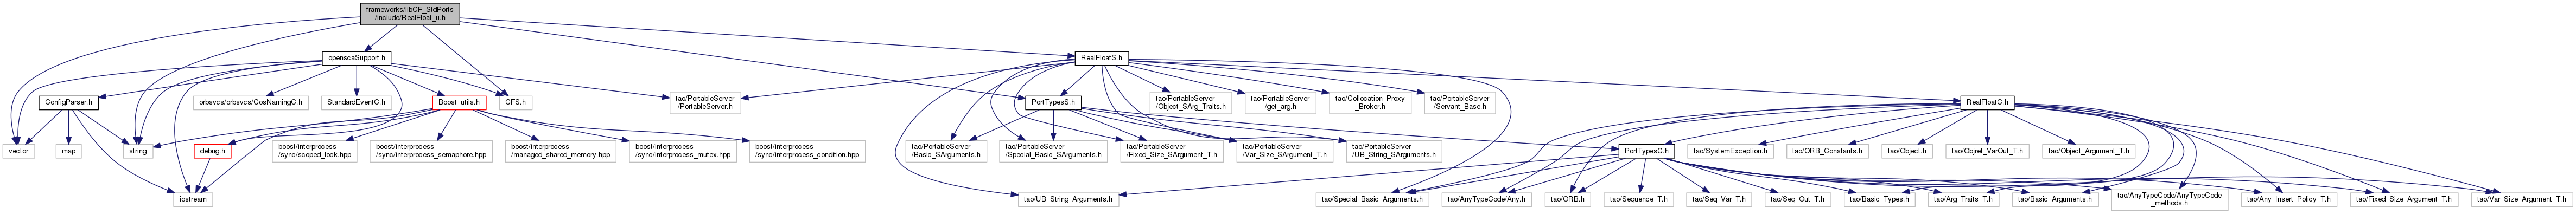 frameworks/libCF_StdPorts
/include/RealFloat_u.h
openscaSupport.h
RealFloatS.h
ConfigParser.h
orbsvcs/orbsvcs/CosNamingC.h
StandardEventC.h
Boost_utils.h
CFS.h
tao/PortableServer
/PortableServer.h
PortTypesS.h
tao/PortableServer
/Object_SArg_Traits.h
tao/PortableServer
/get_arg.h
tao/Collocation_Proxy
_Broker.h
tao/PortableServer
/Servant_Base.h
RealFloatC.h
vector
map
string
debug.h
boost/interprocess
/sync/scoped_lock.hpp
boost/interprocess
/sync/interprocess_semaphore.hpp
boost/interprocess
/managed_shared_memory.hpp
boost/interprocess
/sync/interprocess_mutex.hpp
boost/interprocess
/sync/interprocess_condition.hpp
tao/PortableServer
/Basic_SArguments.h
tao/PortableServer
/Special_Basic_SArguments.h
tao/PortableServer
/Fixed_Size_SArgument_T.h
tao/PortableServer
/Var_Size_SArgument_T.h
tao/PortableServer
/UB_String_SArguments.h
PortTypesC.h
tao/SystemException.h
tao/ORB_Constants.h
tao/Object.h
tao/Objref_VarOut_T.h
tao/Object_Argument_T.h
iostream
tao/UB_String_Arguments.h
tao/Special_Basic_Arguments.h
tao/AnyTypeCode/Any.h
tao/ORB.h
tao/Sequence_T.h
tao/Seq_Var_T.h
tao/Seq_Out_T.h
tao/Basic_Types.h
tao/Arg_Traits_T.h
tao/Basic_Arguments.h
tao/AnyTypeCode/AnyTypeCode
_methods.h
tao/Any_Insert_Policy_T.h
tao/Fixed_Size_Argument_T.h
tao/Var_Size_Argument_T.h